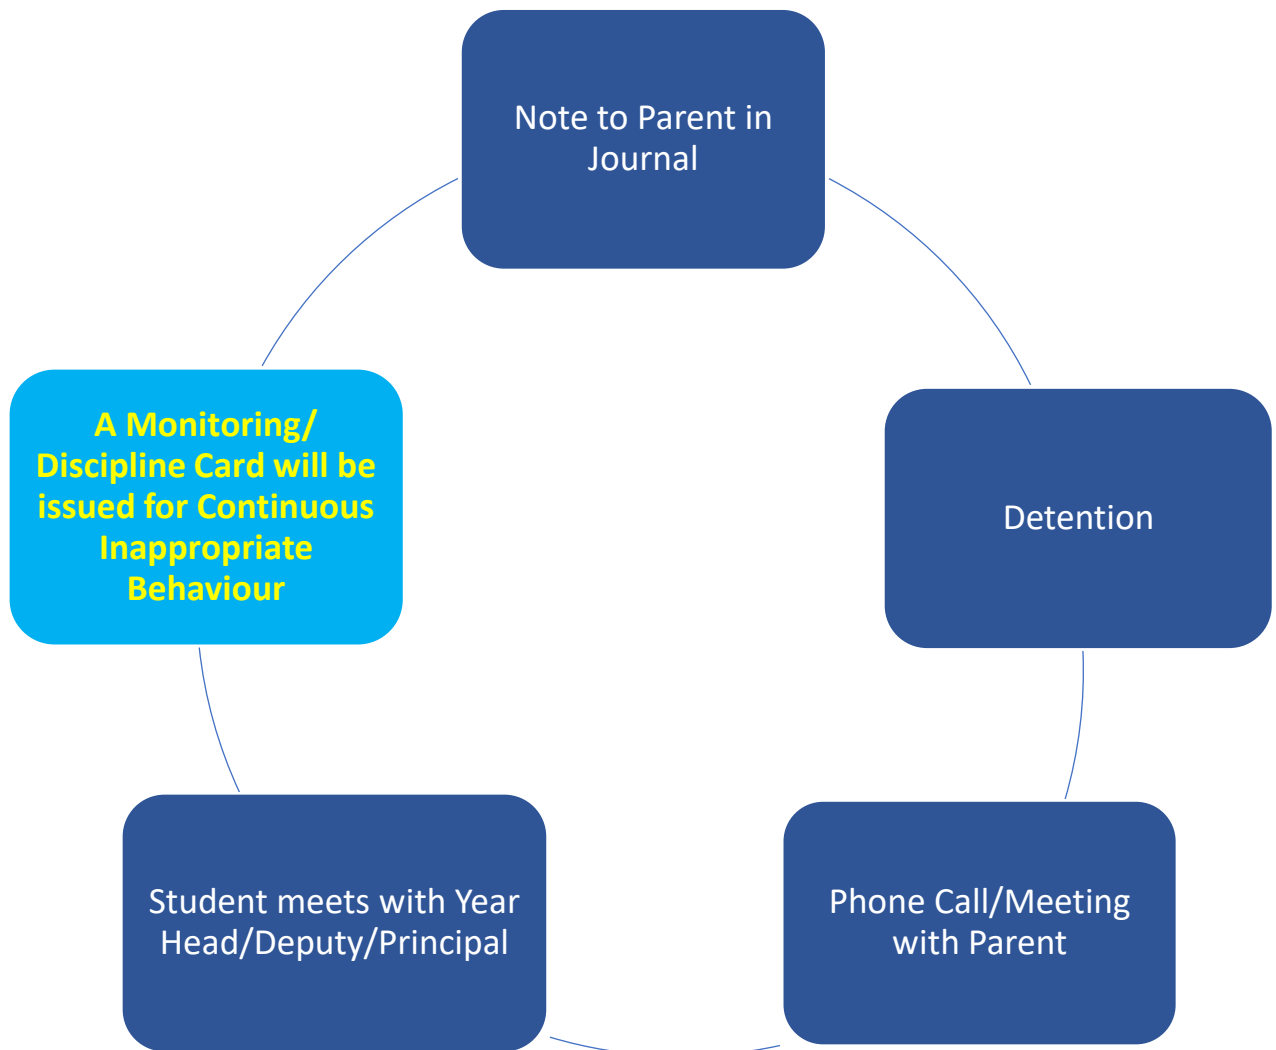 Note to Parent in
Journal
Detention
Phone Call/Meeting
with Parent
Student meets with Year
Head/Deputy/Principal
A Monitoring/
Discipline Card will be
issued for Continuous
Inappropriate
Behaviour